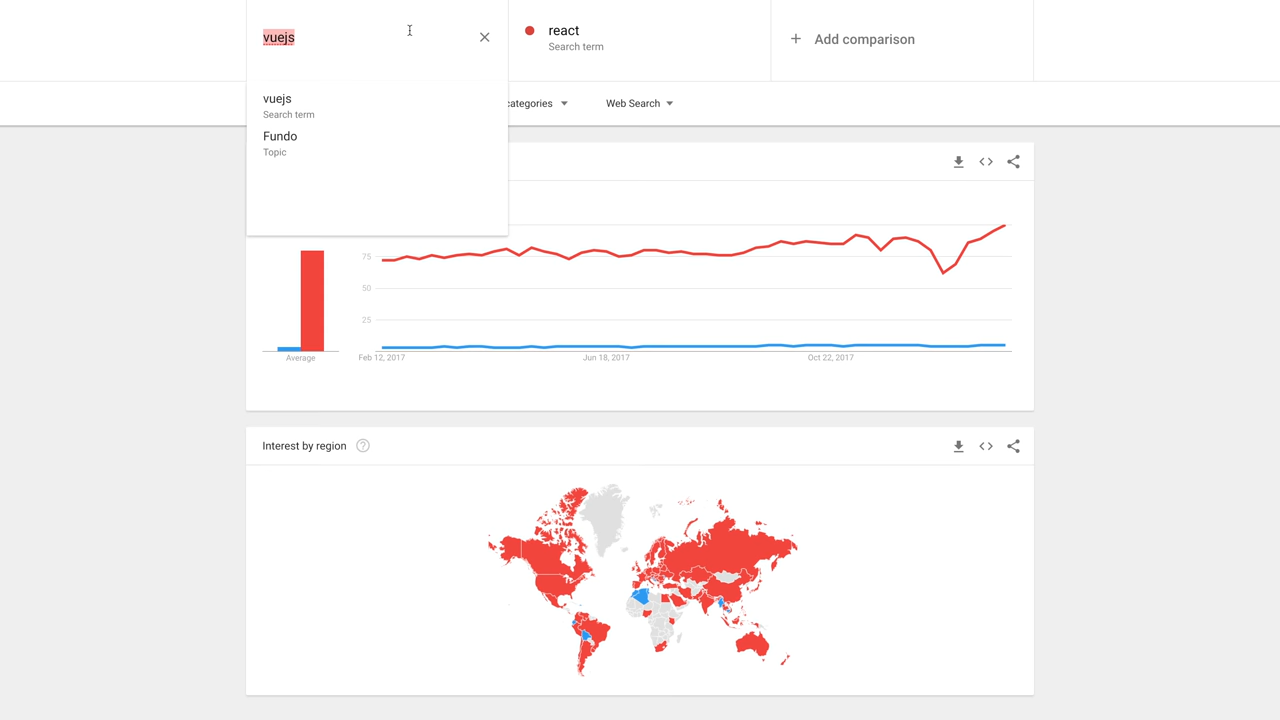 vuejs
react
Search term
+ Add comparison
vuejs
Search term
Fundo
Topic
categories
Web Search
75
50
25
Average
Feb 12, 2017
Jun 18, 2017
Oct 22, 2017
Interest by region
?